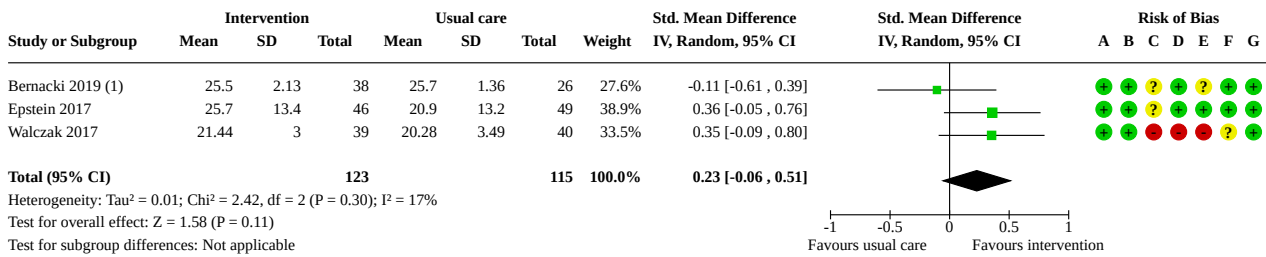 Intervention Usual care Std. Mean Difference Std. Mean Difference Risk of Bias
Study or Subgroup Mean SD Total Mean SD Total Weight IV, Random, 95% CI IV, Random, 95% CI A B C D E F G
Bernacki 2019 (1) 25.5 2.13 38 25.7 1.36 26 27.6% -0.11 [-0.61 , 0.39] + + ? + ? + +
Epstein 2017 25.7 13.4 46 20.9 13.2 49 38.9% 0.36 [-0.05 , 0.76] + + ? + + + +
Walczak 2017 21.44 3 39 20.28 3.49 40 33.5% 0.35 [-0.09 , 0.80] + + - - - ? +
Total (95% CI) 123 115 100.0% 0.23 [-0.06 , 0.51]
Heterogeneity: Tau² = 0.01; Chi² = 2.42, df = 2 (P = 0.30); I² = 17%
Test for overall effect: Z = 1.58 (P = 0.11)
Test for subgroup differences: Not applicable
-1 -0.5 0 0.5 1
Favours usual care Favours intervention